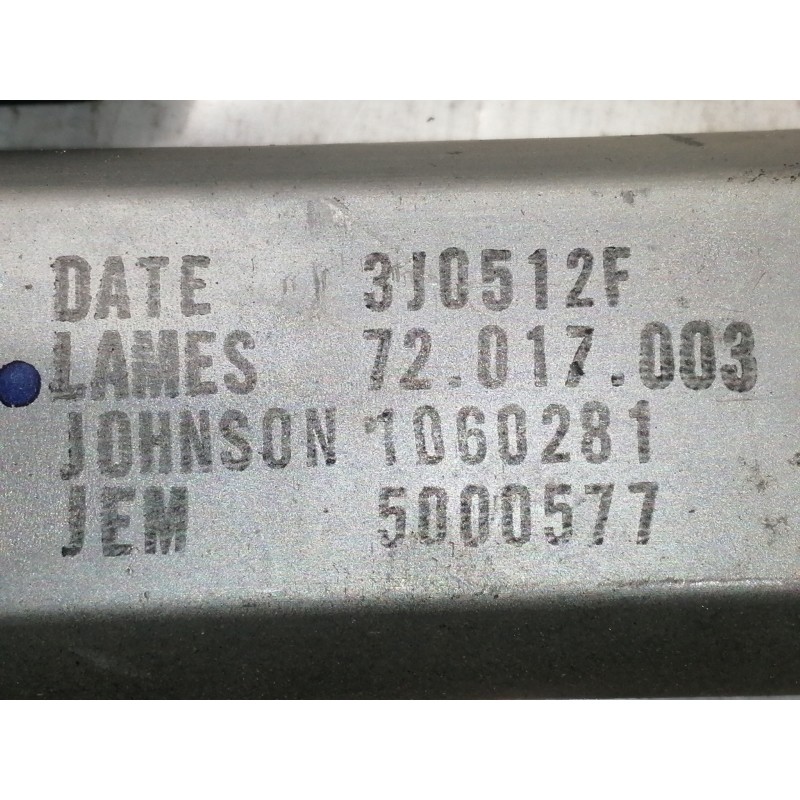 DATE 3J0512F
LAMES 72.017.003
JOHNSON 1060281
JEM 5000577